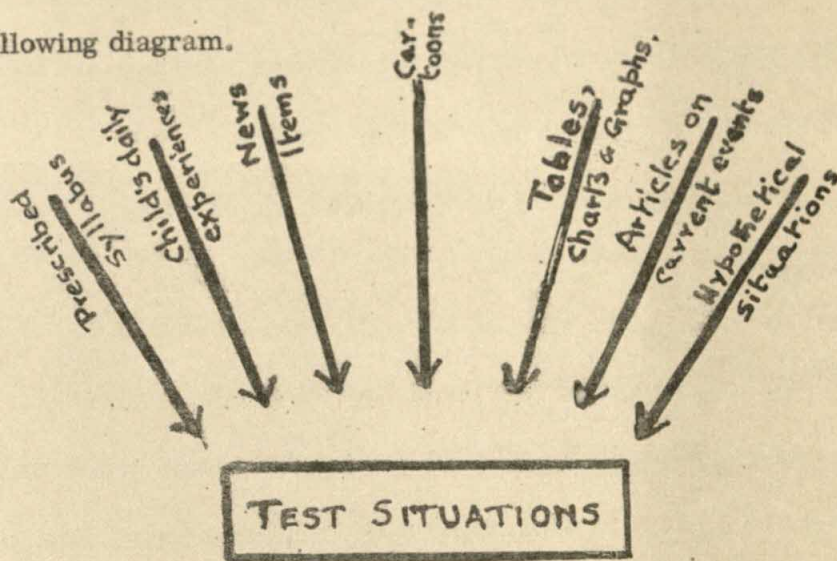 llowing diagram.
Prescribed
Syllabus
Child's daily
experiences
News
Items
Car-
toons
Tables,
Charts & Graphs.
Articles on
current events
Hypothetical
situations
TEST SITUATIONS